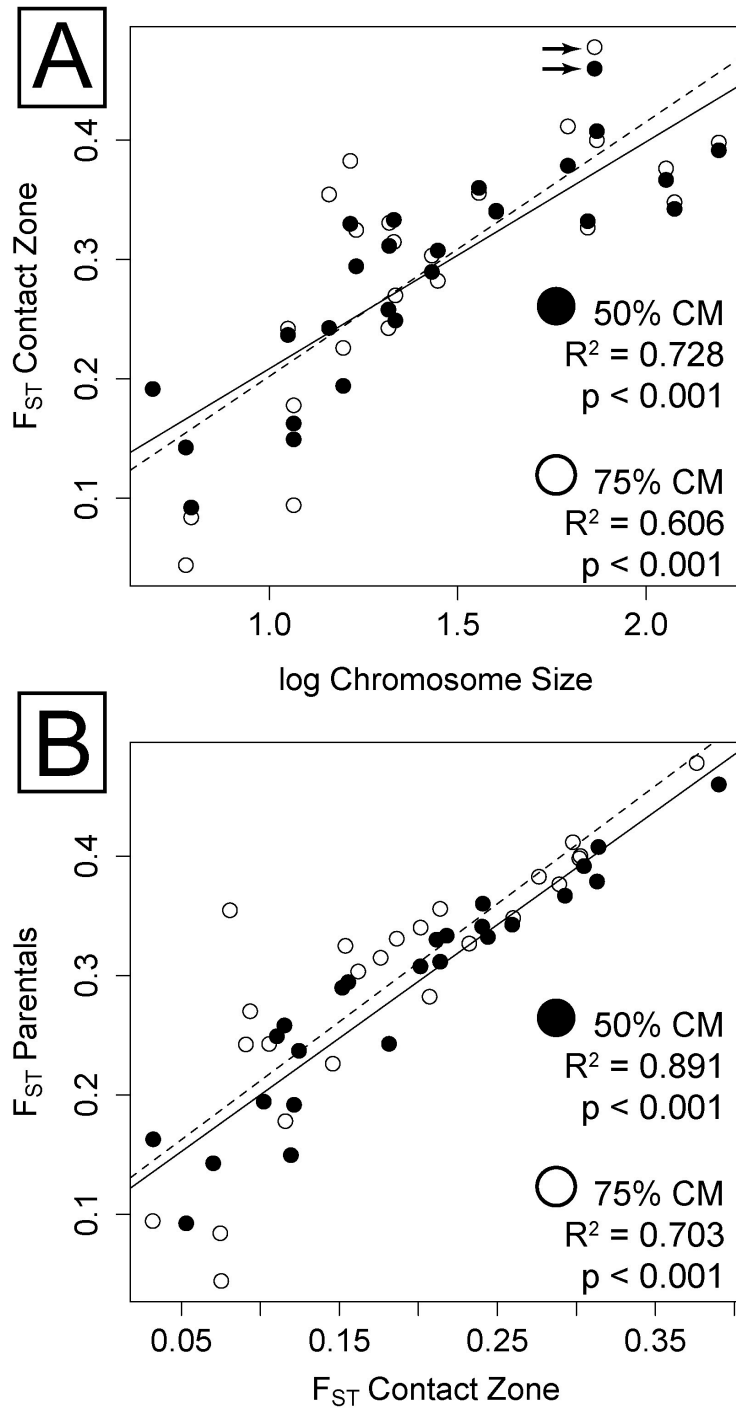 A
0.4
0.3
0.2
0.1
FST Contact Zone
50% CM
R² = 0.728
p < 0.001
75% CM
R² = 0.606
p < 0.001
1.0 1.5 2.0
log Chromosome Size
B
0.4
0.3
0.2
0.1
FST Parentals
50% CM
R² = 0.891
p < 0.001
75% CM
R² = 0.703
p < 0.001
0.05 0.15 0.25 0.35
FST Contact Zone